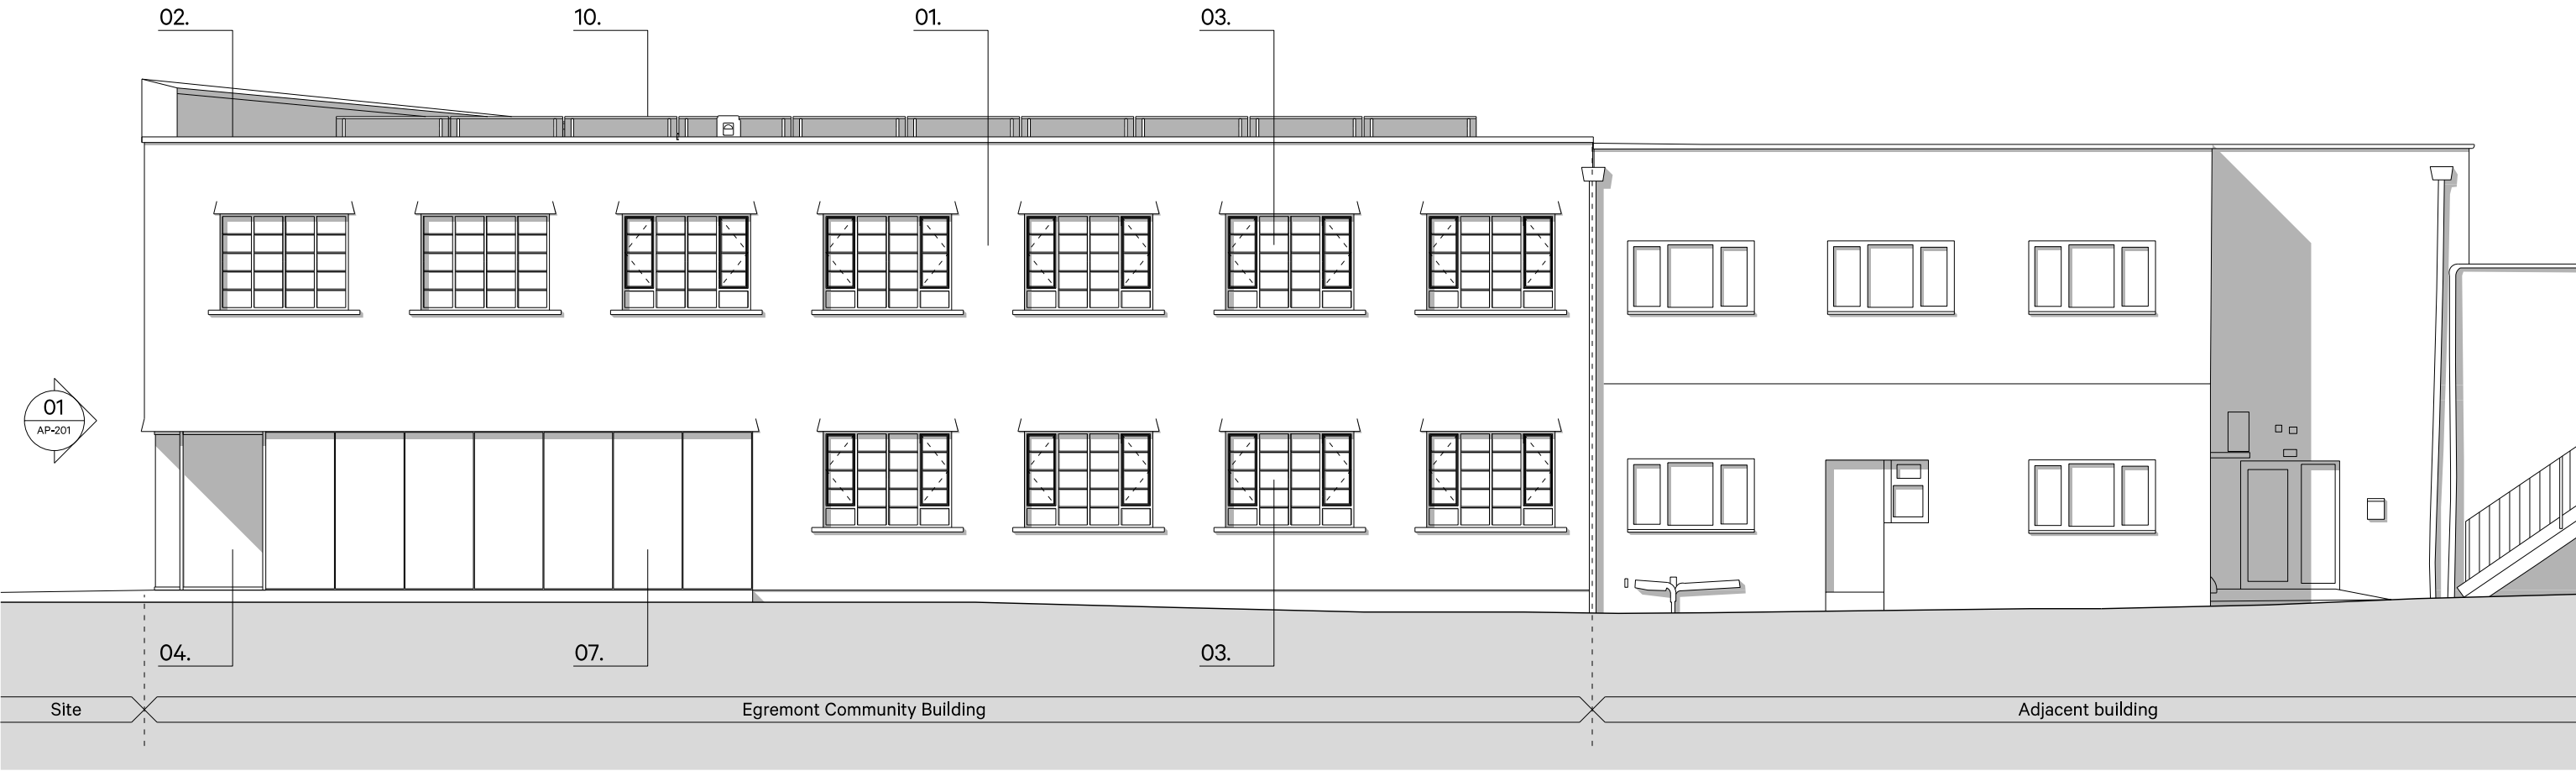 02.
10.
01.
03.
01
AP-201
04.
07.
03.
Site
Egremont Community Building
Adjacent building